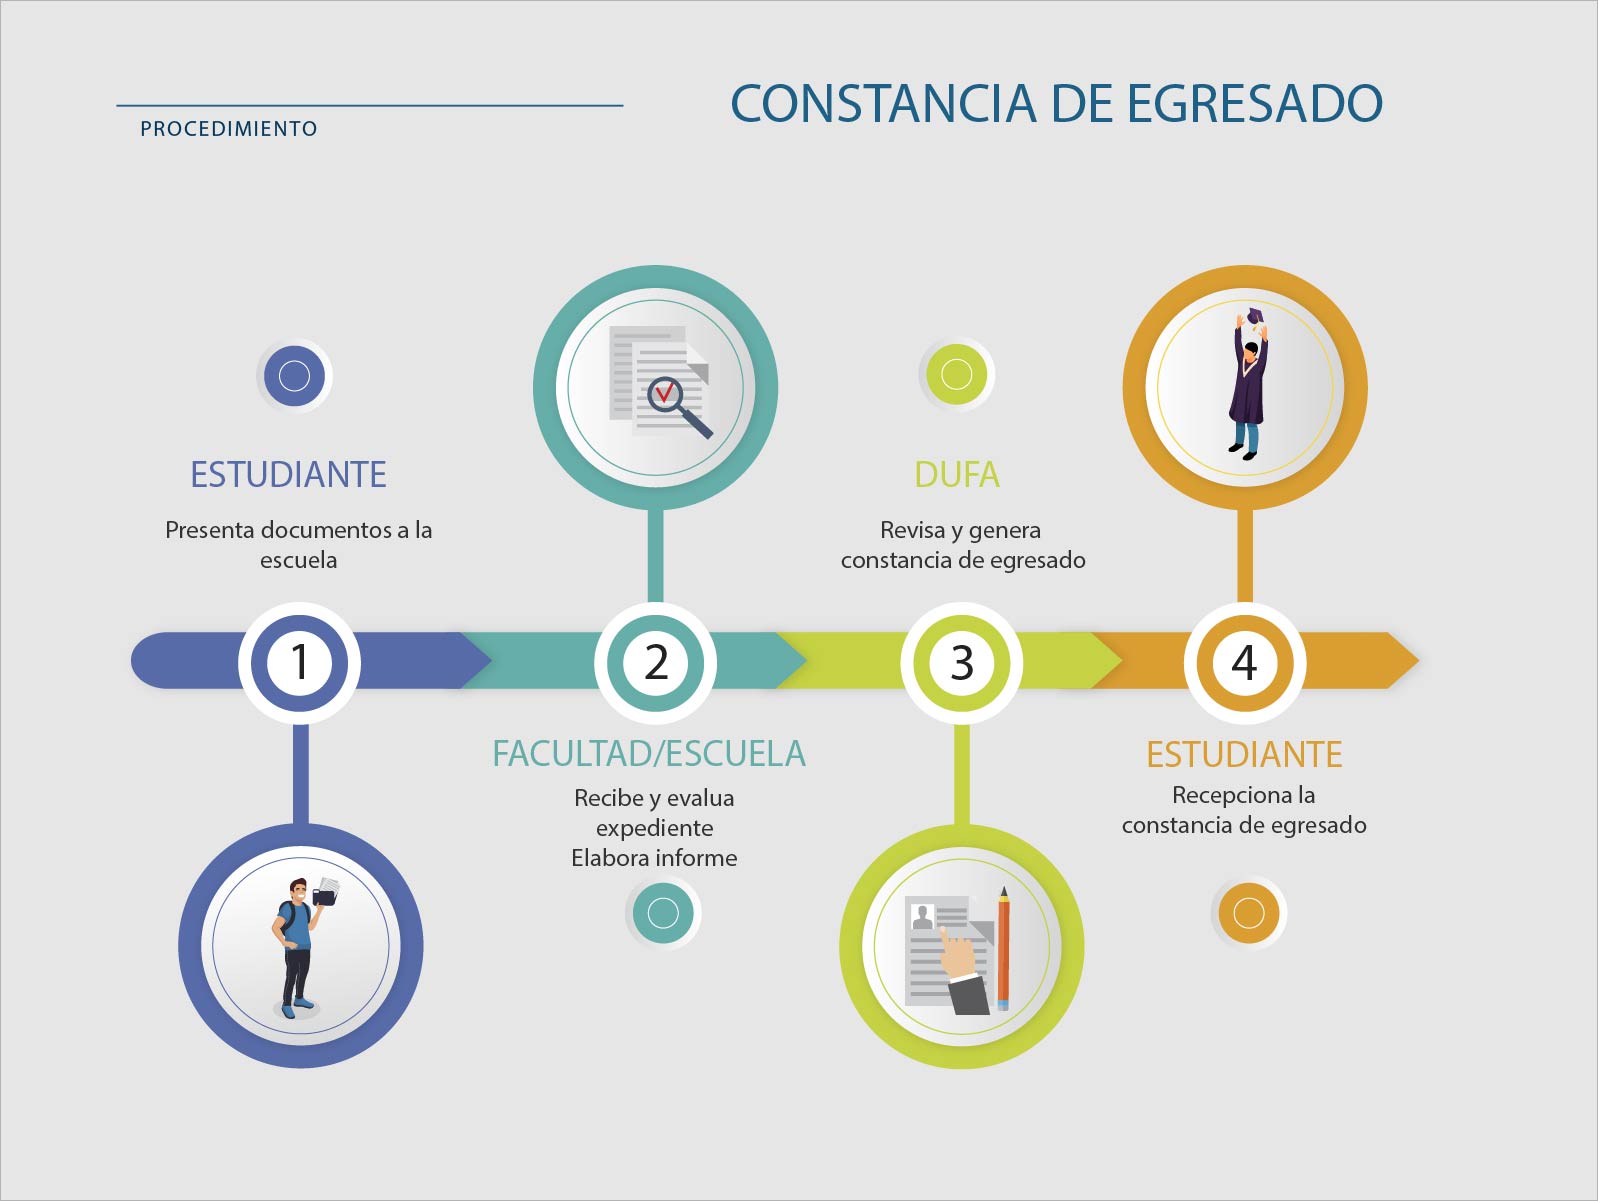 PROCEDIMIENTO
CONSTANCIA DE EGRESADO
ESTUDIANTE
Presenta documentos a la
escuela
1
2
FACULTAD/ESCUELA
Recibe y evalua
expediente
Elabora informe
DUFA
Revisa y genera
constancia de egresado
3
4
ESTUDIANTE
Recepciona la
constancia de egresado